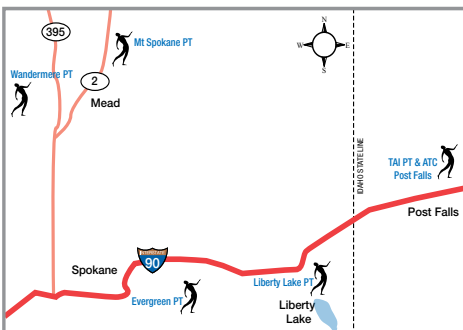 395
Mt Spokane PT
N
W
E
S
Wandermere PT
2
Mead
IDAHO STATE LINE
TAI PT & ATC
Post Falls
Post Falls
INTERSTATE
90
Spokane
Evergreen PT
Liberty Lake PT
Liberty
Lake